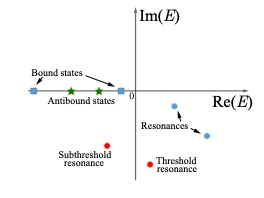 Im(E)
Bound states
0
Antibound states
Re(E)
Resonances
Subthreshold
resonance
Threshold
resonance